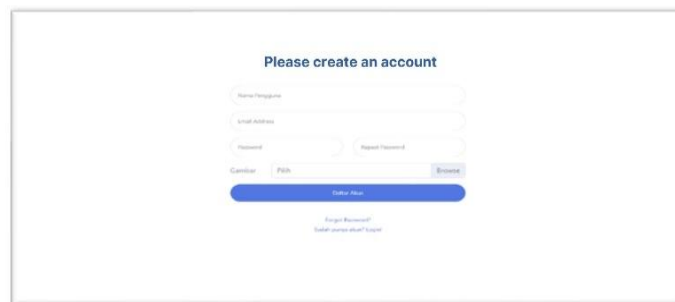 Please create an account
Nama Pengguna
Email Address
Password Repeat Password
Gambar Pilih Browse
Daftar Akun
Forgot Password?
Sudah punya akun? Login!